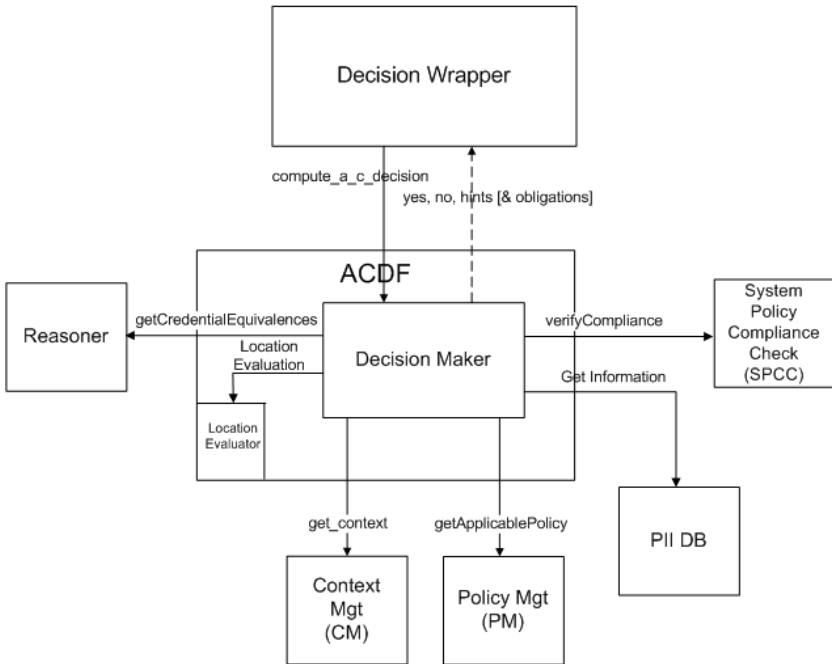 Decision Wrapper
compute_a_c_decision
yes, no, hints [& obligations]
ACDF
Reasoner
getCredentialEquivalences
Location
Evaluation
Decision Maker
verifyCompliance
System
Policy
Compliance
Check
(SPCC)
Get Information
Location
Evaluator
get_context
getApplicablePolicy
PII DB
Context
Mgt
(CM)
Policy Mgt
(PM)